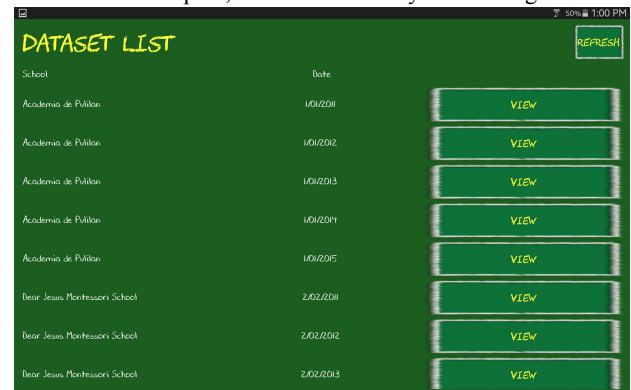 50% 1:00 PM
DATASET LIST
REFRESH
School Date
Academia de Pulilan 1/01/2011 VIEW
Academia de Pulilan 1/01/2012 VIEW
Academia de Pulilan 1/01/2013 VIEW
Academia de Pulilan 1/01/2014 VIEW
Academia de Pulilan 1/01/2015 VIEW
Dear Jesus Montessori School 2/02/2011 VIEW
Dear Jesus Montessori School 2/02/2012 VIEW
Dear Jesus Montessori School 2/02/2013 VIEW